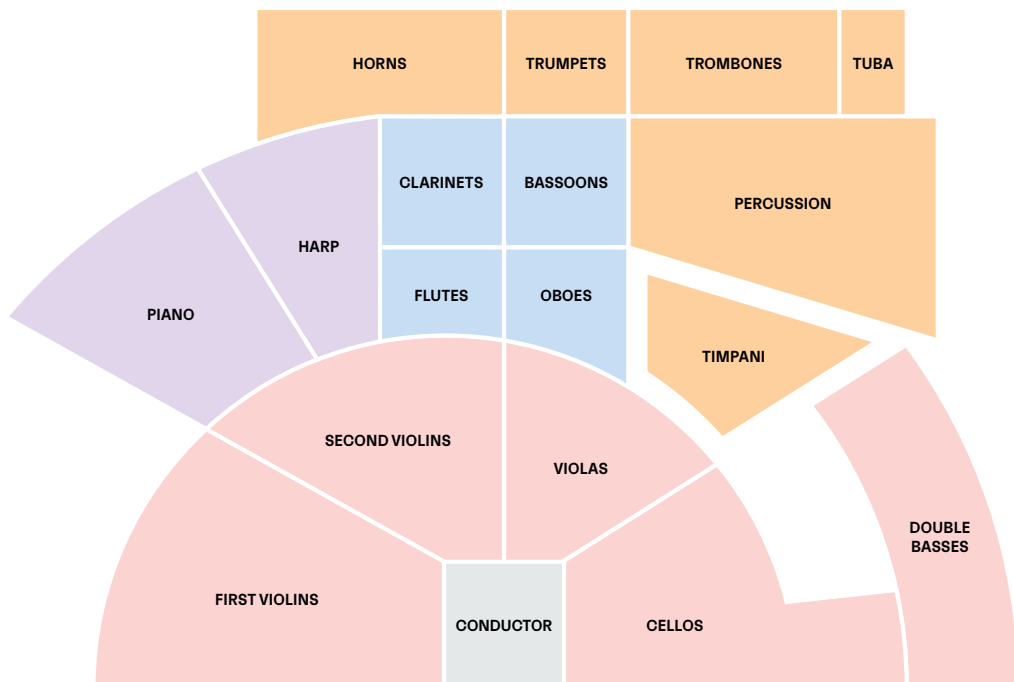 HORNS
TRUMPETS
TROMBONES
TUBA
CLARINETS
BASSOONS
PERCUSSION
HARP
PIANO
FLUTES
OBOES
TIMPANI
SECOND VIOLINS
VIOLAS
DOUBLE
BASSES
FIRST VIOLINS
CONDUCTOR
CELLOS